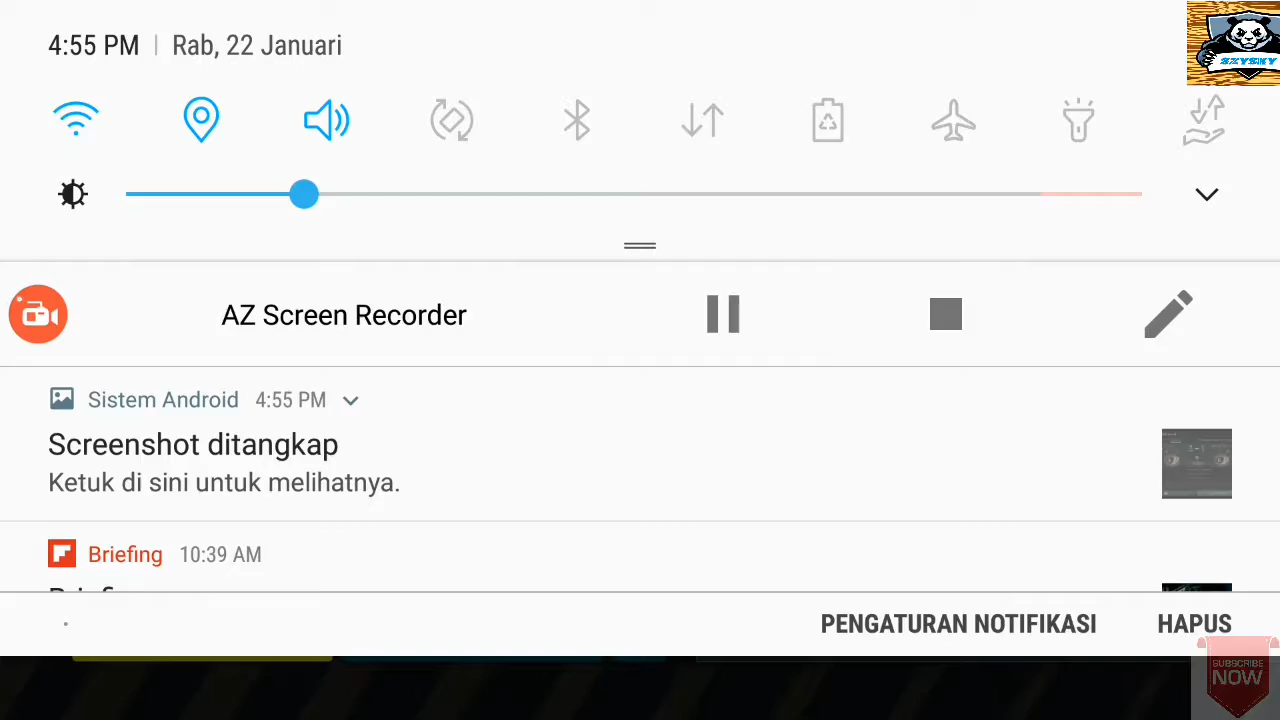 4:55 PM | Rab, 22 Januari
SZYSKY
AZ Screen Recorder
Sistem Android 4:55 PM
Screenshot ditangkap
Ketuk di sini untuk melihatnya.
Briefing 10:39 AM
PENGATURAN NOTIFIKASI HAPUS
SUBSCRIBE
NOW